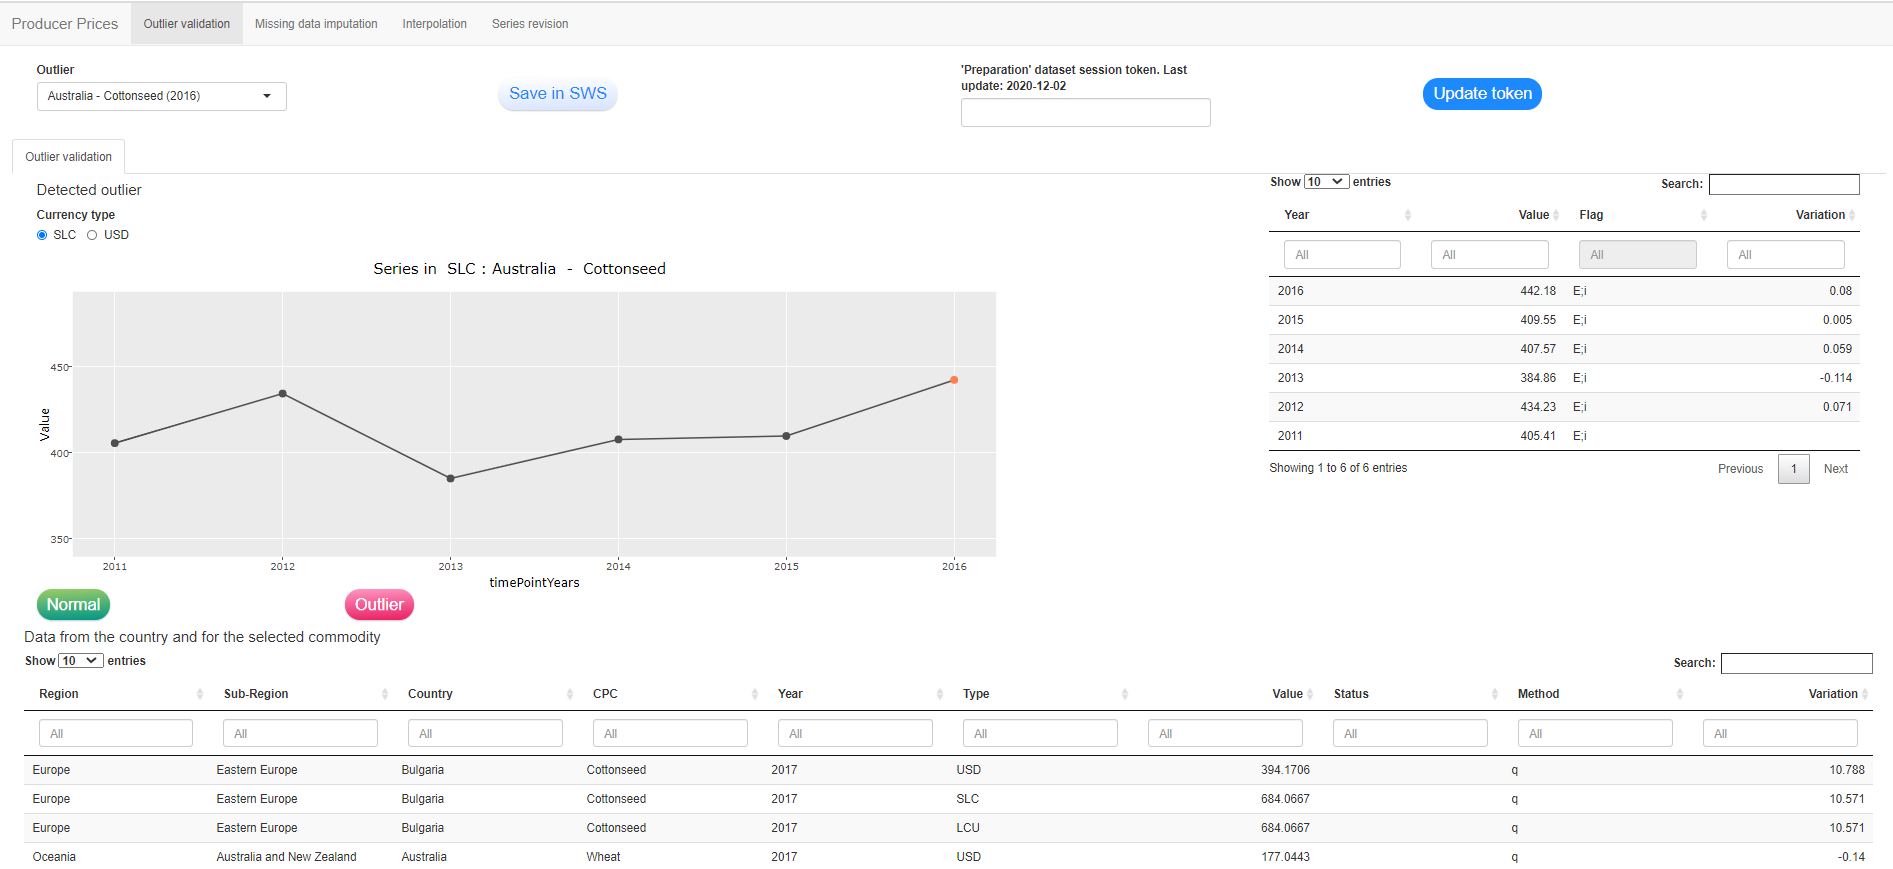 Producer Prices Outlier validation Missing data imputation Interpolation Series revision
Outlier
Australia - Cottonseed (2016)
Save in SWS
'Preparation' dataset session token. Last
update: 2020-12-02
Update token
Outlier validation
Detected outlier
Currency type
SLC USD
Series in SLC : Australia - Cottonseed
Value
450
400
350
2011 2012 2013 2014 2015 2016
timePointYears
Normal Outlier
Show 10 entries Search:
Year Value Flag Variation
All All All All
2016 442.18 E;i 0.08
2015 409.55 E;i 0.005
2014 407.57 E;i 0.059
2013 384.86 E;i -0.114
2012 434.23 E;i 0.071
2011 405.41 E;i
Showing 1 to 6 of 6 entries Previous 1 Next
Data from the country and for the selected commodity
Show 10 entries Search:
Region Sub-Region Country CPC Year Type Value Status Method Variation
All All All All All All All All All All
Europe Eastern Europe Bulgaria Cottonseed 2017 USD 394.1706 q 10.788
Europe Eastern Europe Bulgaria Cottonseed 2017 SLC 684.0667 q 10.571
Europe Eastern Europe Bulgaria Cottonseed 2017 LCU 684.0667 q 10.571
Oceania Australia and New Zealand Australia Wheat 2017 USD 177.0443 q -0.14